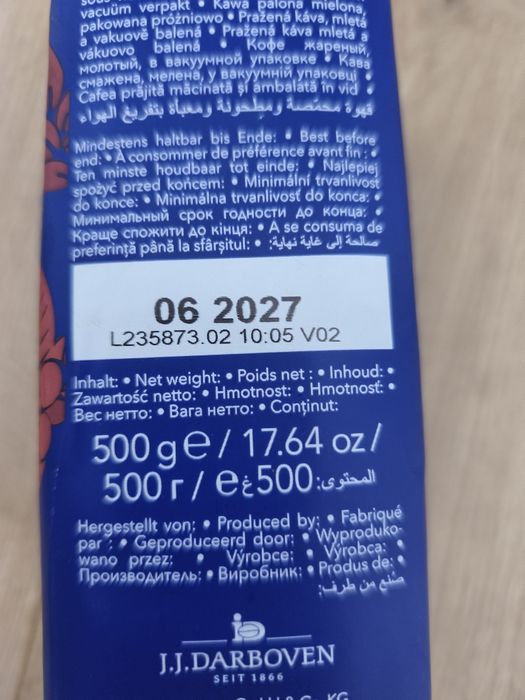 vacuüm verpakt • Kawa palona mielona,
pakowana próżniowo • Pražená káva, mletá
a vakuově balená • Pražená káva mletá a
vákuovo balená • Кофе жареный,
молотый, в вакуумной упаковке • Кава
смажена, мелена, у вакуумній упаковці •
Cafea prăjită măcinată și ambalată în vid •
قهوة محمصة ومطحونة ومعبأة بتفريغ الهواء
Mindestens haltbar bis Ende: • Best before
end: • A consommer de préférence avant fin : •
Ten minste houdbaar tot einde: • Najlepiej
spożyć przed końcem: • Minimální trvanlivost
do konce: • Minimálna trvanlivosť do konca: •
Минимальный срок годности до конца: •
Краще спожити до кінця: • A se consuma de
preferință până la sfârșitul: • صالحة إلى غاية نهاية:
06 2027
L235873.02 10:05 V02
Inhalt: • Net weight: • Poids net : • Inhoud: •
Zawartość netto: • Hmotnost: • Hmotnosť: •
Вес нетто: • Вага нетто: • Conținut:
500 g e / 17.64 oz /
500 г / e غ500 المحتوى:
Hergestellt von: • Produced by: • Fabriqué
par : • Geproduceerd door: • Wyproduko-
wano przez: • Výrobce: • Výrobca: •
Производитель: • Виробник: • Produs de: •
صنع من طرف:
J.J.DARBOVEN
SEIT 1866
KG